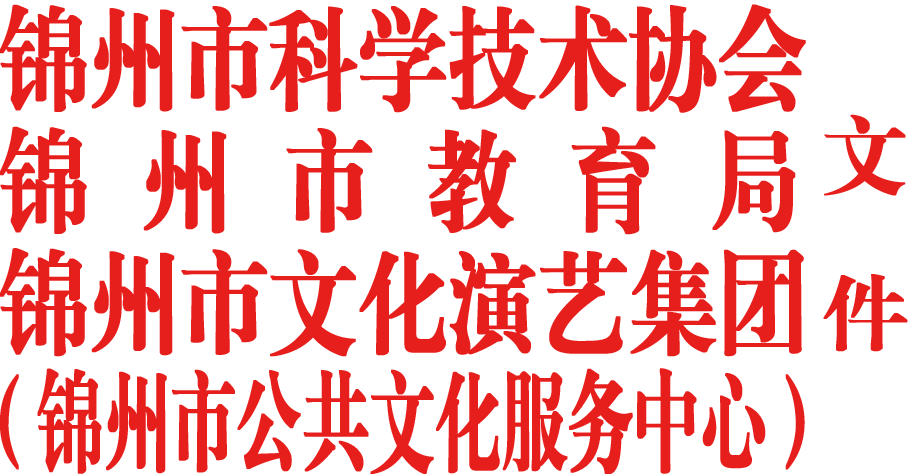 锦州市科学技术协会
锦州市教育局
锦州市文化演艺集团
（锦州市公共文化服务中心）
文件